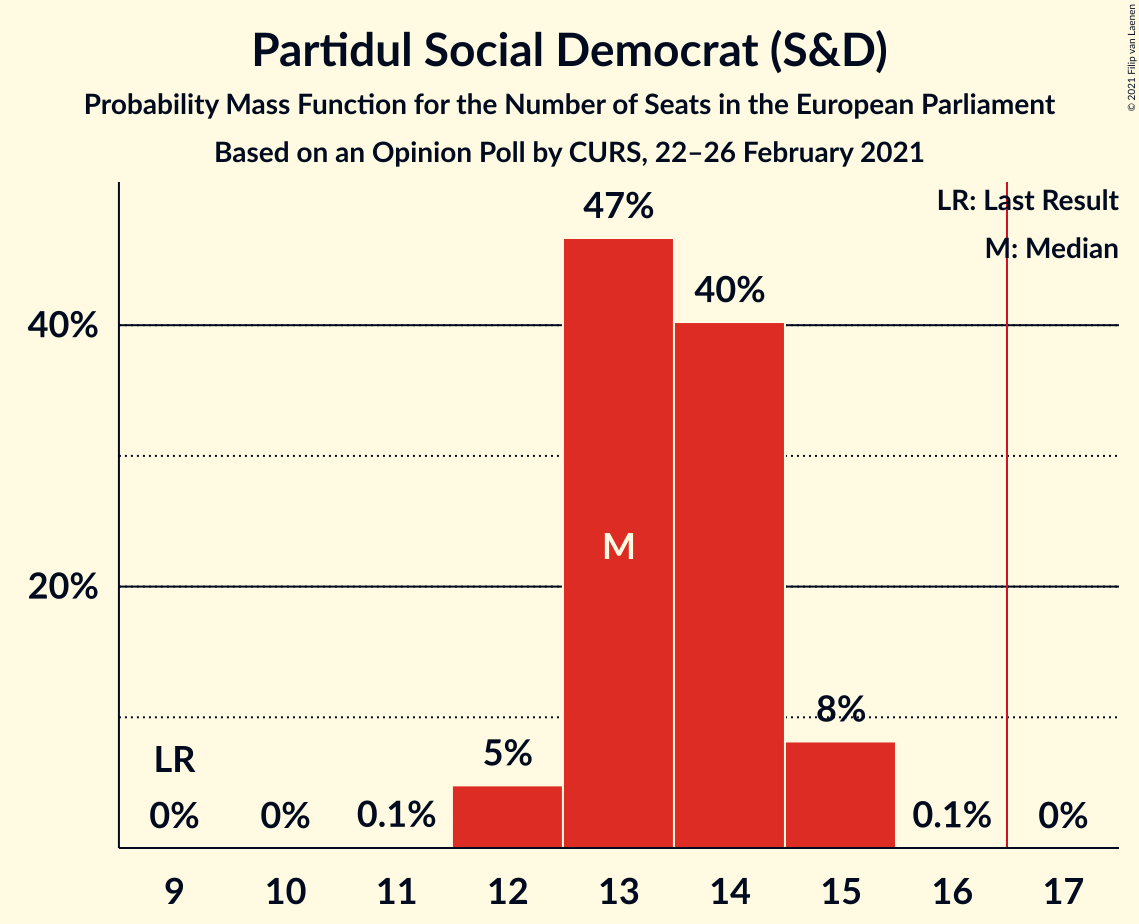 Partidul Social Democrat (S&D)
Probability Mass Function for the Number of Seats in the European Parliament
Based on an Opinion Poll by CURS, 22–26 February 2021
© 2021 Filip van Laenen
LR: Last Result
M: Median
47%
40%
40%
M
20%
8%
5%
LR
0%
0%
0.1%
0.1%
0%
9 10 11 12 13 14 15 16 17